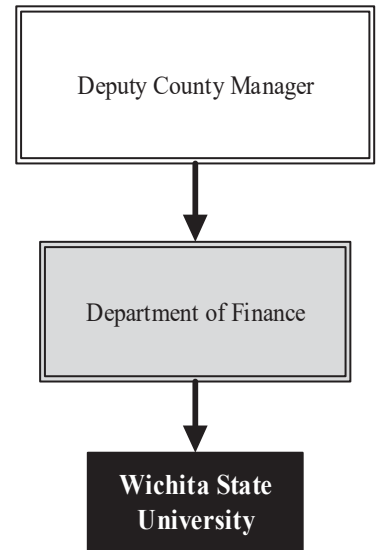 Deputy County Manager
Department of Finance
Wichita State
University